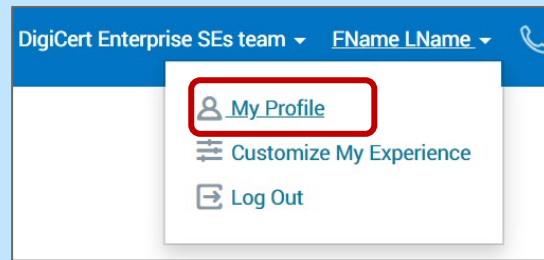 DigiCert Enterprise SEs team FName LName
My Profile
Customize My Experience
Log Out